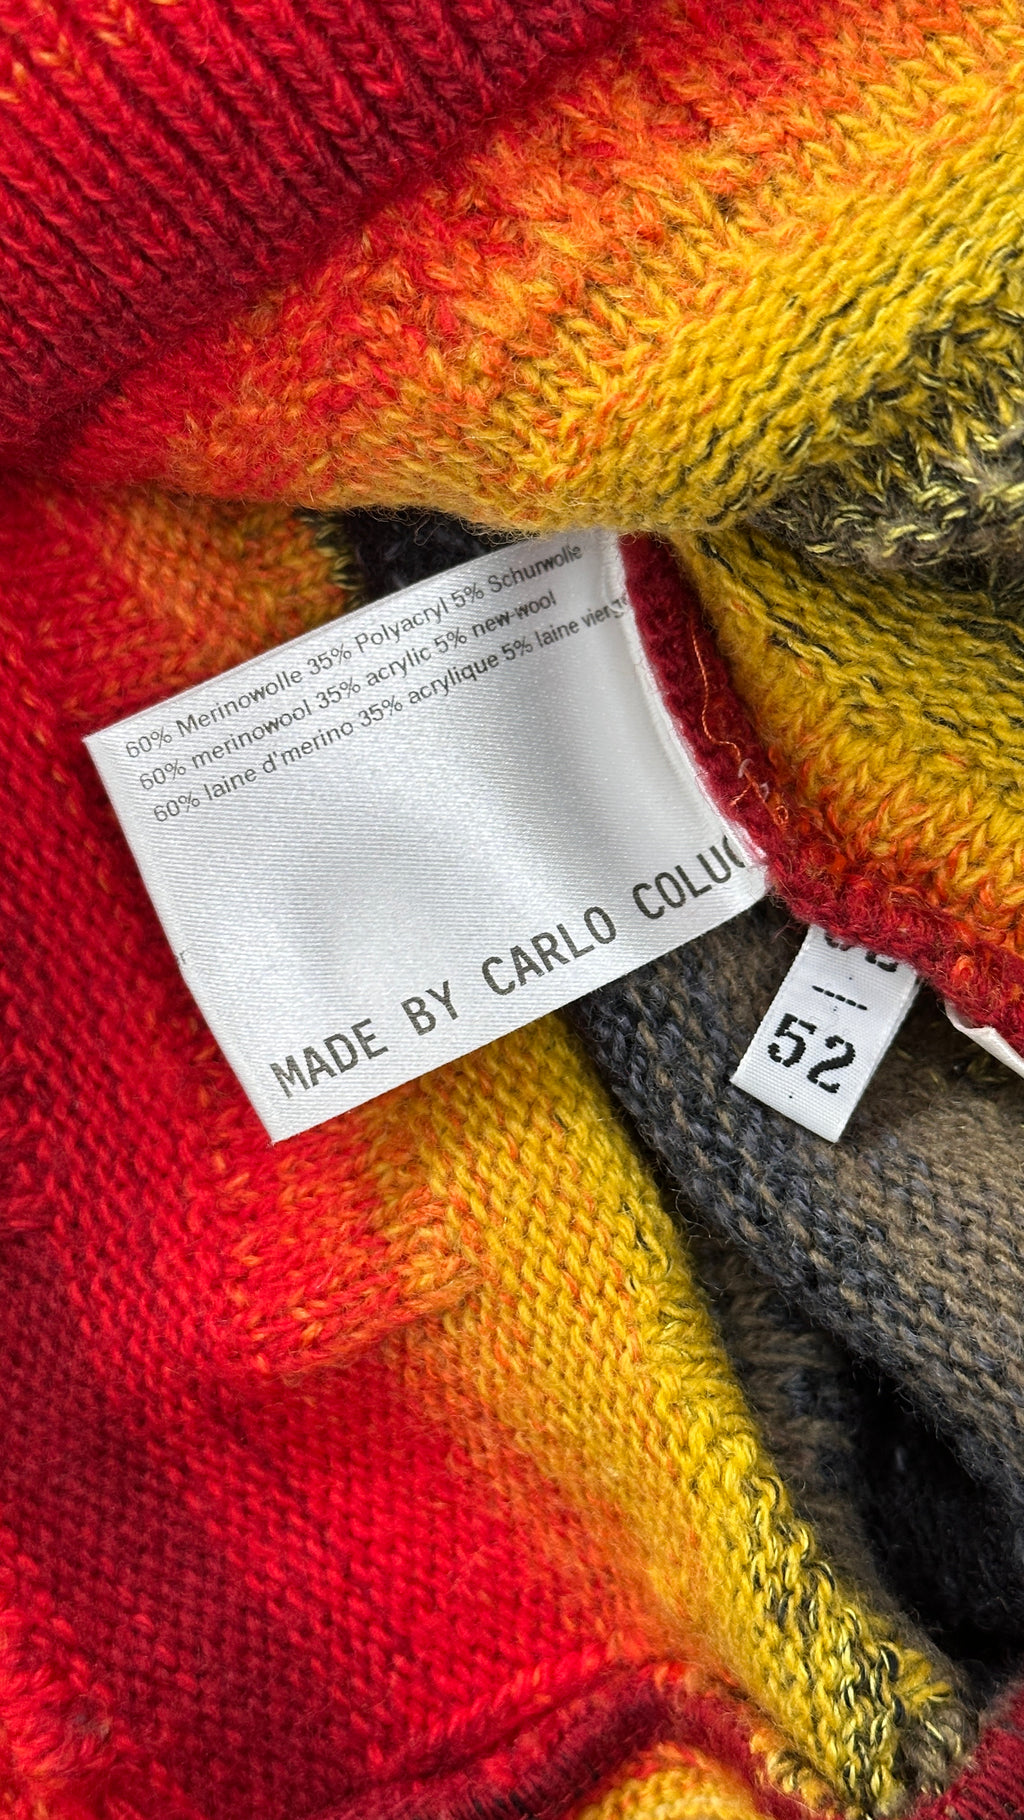 60% Merinowolle 35% Polyacryl 5% Schurwolle
60% merinowool 35% acrylic 5% new wool
60% laine d'merino 35% acrylique 5% laine vierge
MADE BY CARLO COLUC
52